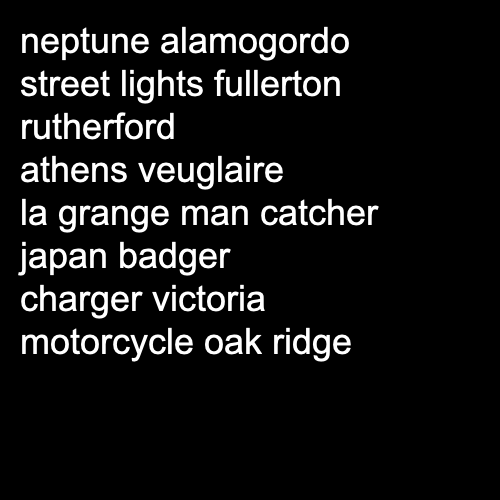 neptune alamogordo
street lights fullerton
rutherford
athens veuglaire
la grange man catcher
japan badger
charger victoria
motorcycle oak ridge